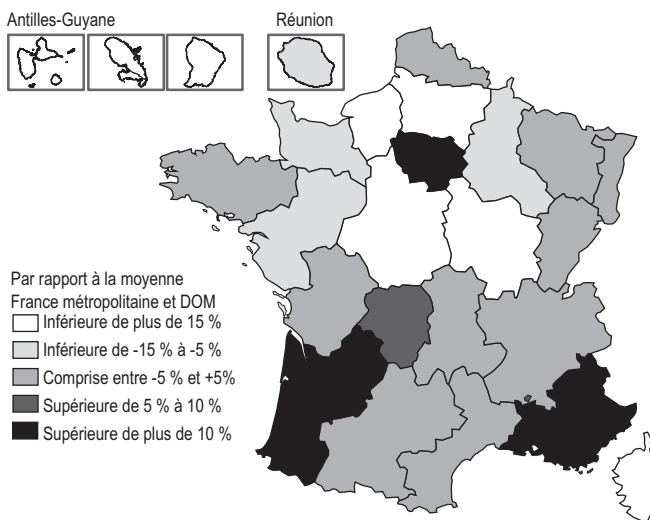 Antilles-Guyane
Réunion
Par rapport à la moyenne
France métropolitaine et DOM
Inférieure de plus de 15 %
Inférieure de -15 % à -5 %
Comprise entre -5 % et +5%
Supérieure de 5 % à 10 %
Supérieure de plus de 10 %